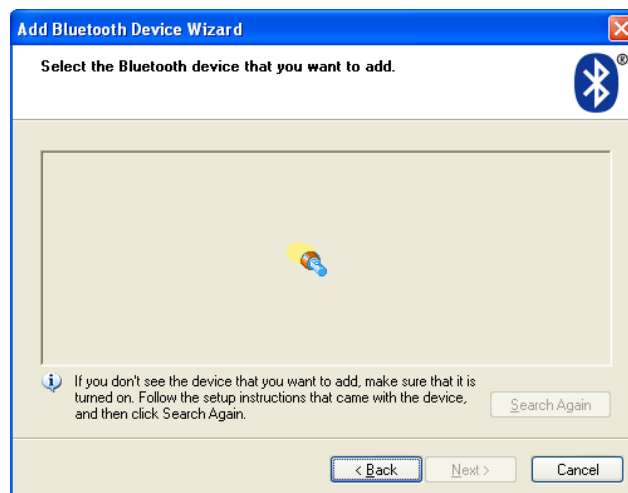 Add Bluetooth Device Wizard
Select the Bluetooth device that you want to add.
®
If you don't see the device that you want to add, make sure that it is
turned on. Follow the setup instructions that came with the device,
and then click Search Again.
Search Again
< Back
Next >
Cancel